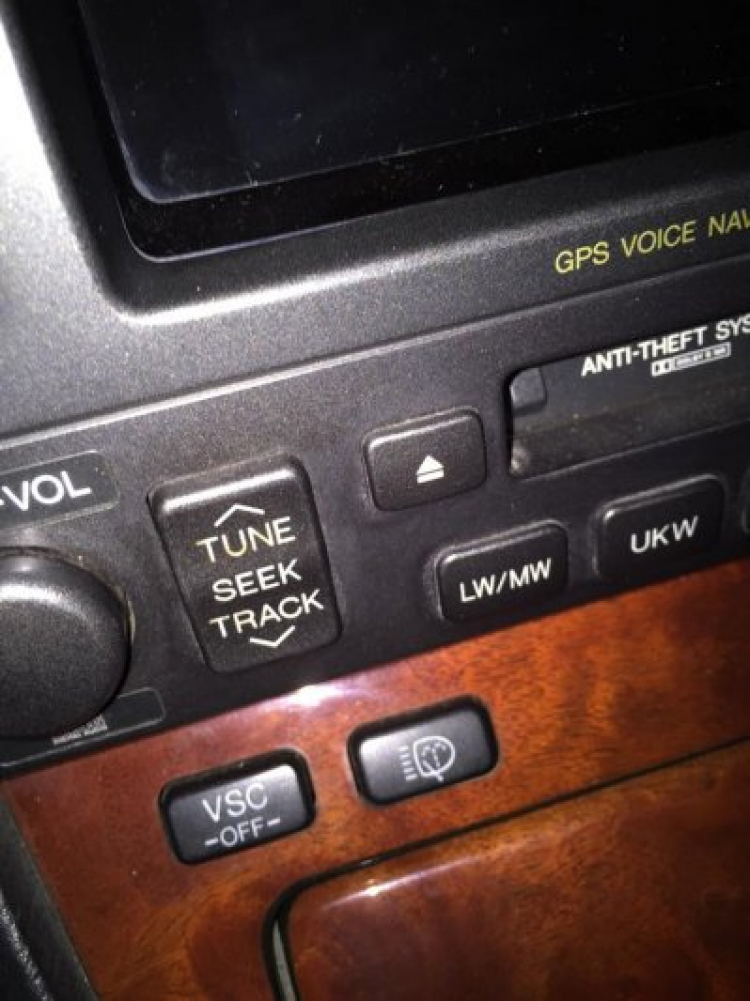 GPS VOICE NAV
ANTI-THEFT SYS
-VOL
TUNE
SEEK
TRACK
LW/MW
UKW
VSC
-OFF-